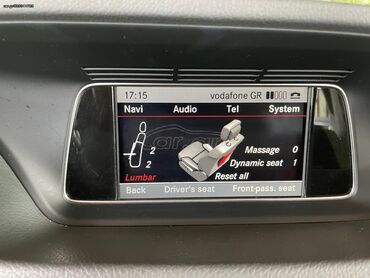 17:15 vodafone GR
Navi Audio Tel System
2
2
Massage 0
Dynamic seat 1
Lumbar Reset all
Back Driver's seat Front-pass. seat